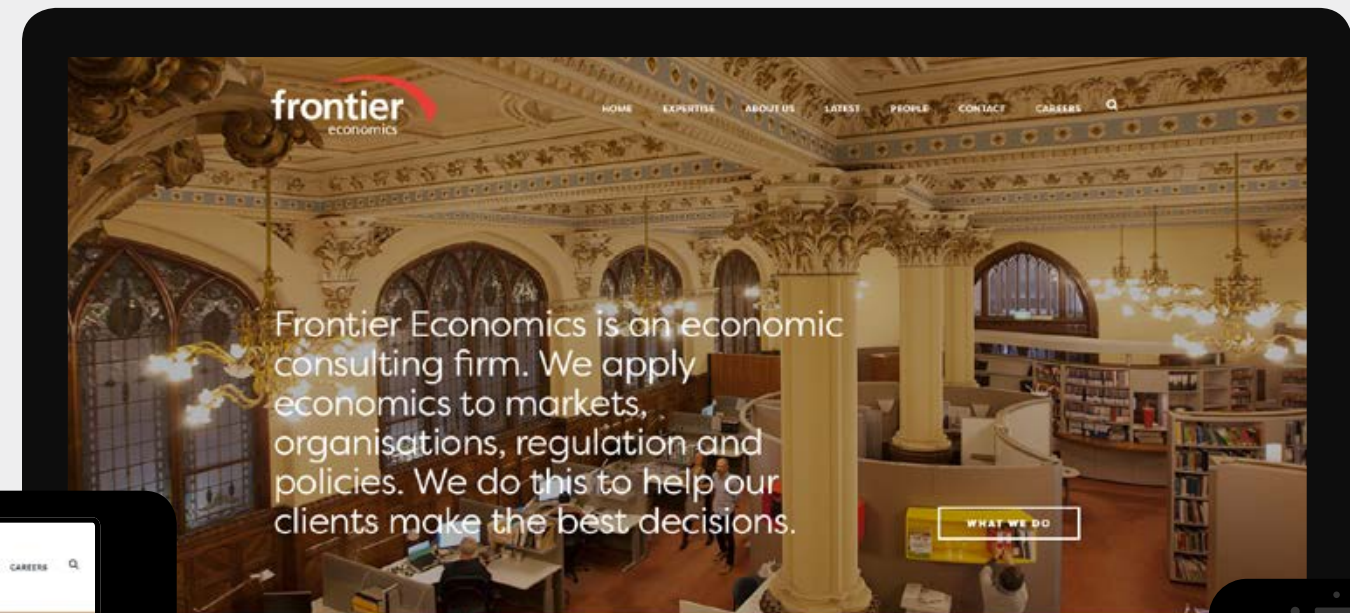 frontier
economics
HOME EXPERTISE ABOUT US LATEST PEOPLE CONTACT CAREERS
Frontier Economics is an economic
consulting firm. We apply
economics to markets,
organisations, regulation and
policies. We do this to help our
clients make the best decisions.
WHAT WE DO
CAREERS